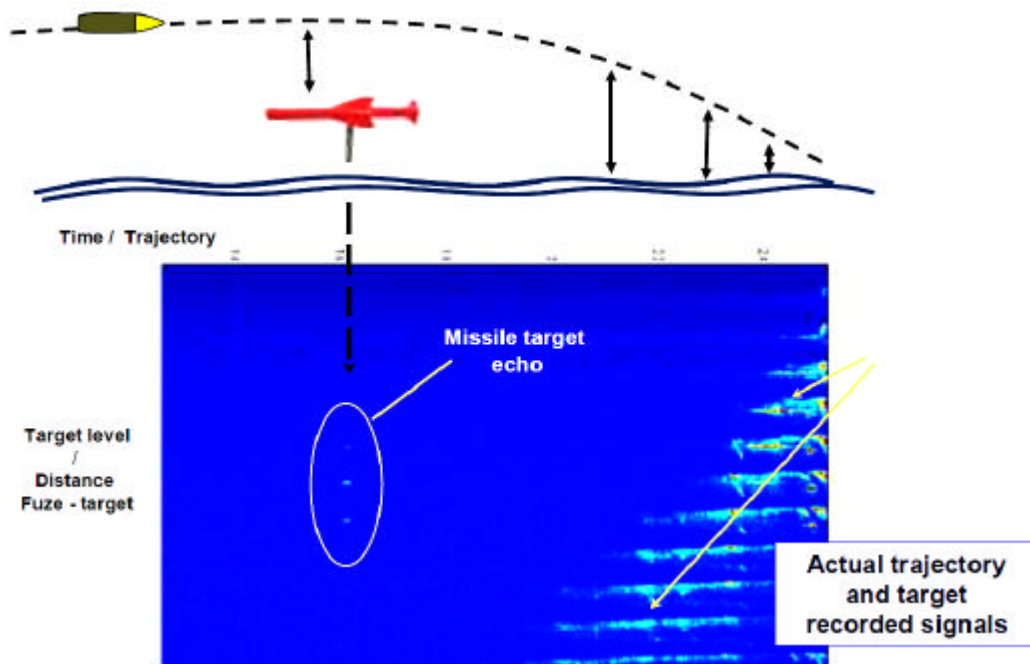 Time / Trajectory
Missile target
echo
Target level
/
Distance
Fuze - target
Actual trajectory
and target
recorded signals